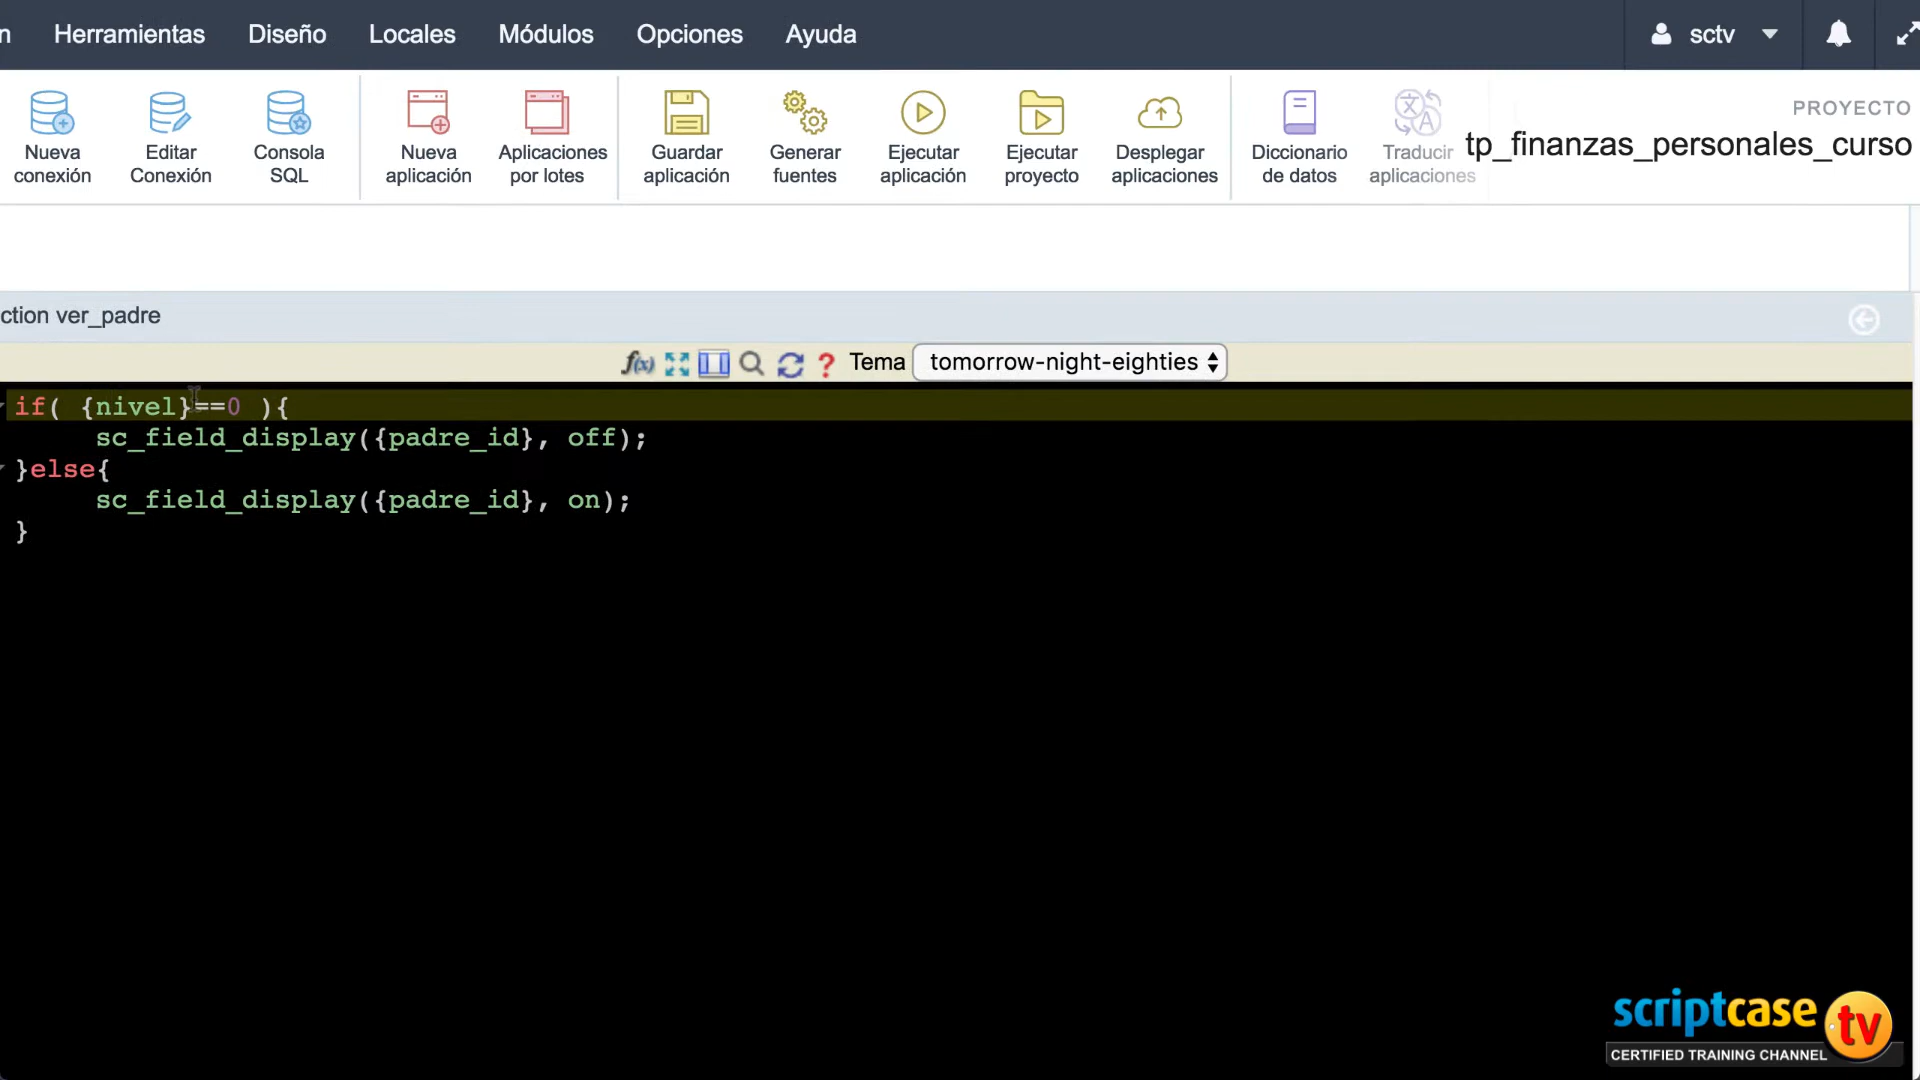 n Herramientas Diseño Locales Módulos Opciones Ayuda sctv
Nueva conexión
Editar Conexión
Consola SQL
Nueva aplicación
Aplicaciones por lotes
Guardar aplicación
Generar fuentes
Ejecutar aplicación
Ejecutar proyecto
Desplegar aplicaciones
Diccionario de datos
Traducir aplicaciones
PROYECTO
tp_finanzas_personales_curso
ction ver_padre
f(x) ? Tema tomorrow-night-eighties
if( {nivel}==0 ){
sc_field_display({padre_id}, off);
}else{
sc_field_display({padre_id}, on);
}
scriptcase tv
CERTIFIED TRAINING CHANNEL